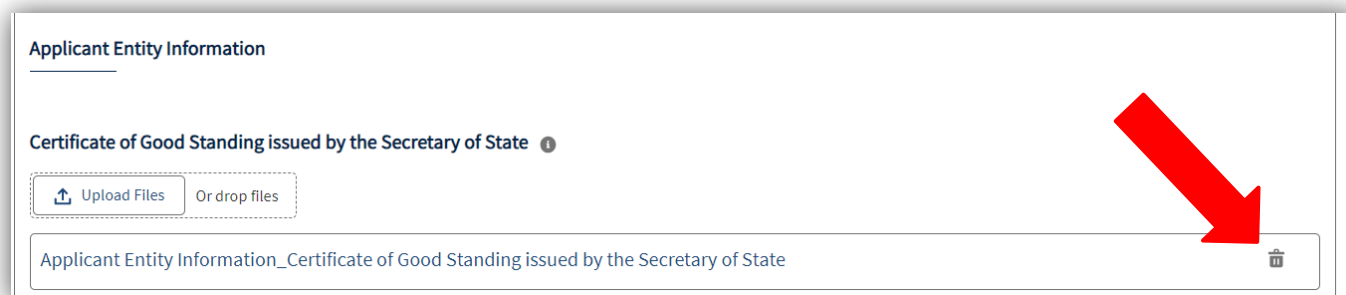 Applicant Entity Information
Certificate of Good Standing issued by the Secretary of State
Upload Files Or drop files
Applicant Entity Information_Certificate of Good Standing issued by the Secretary of State